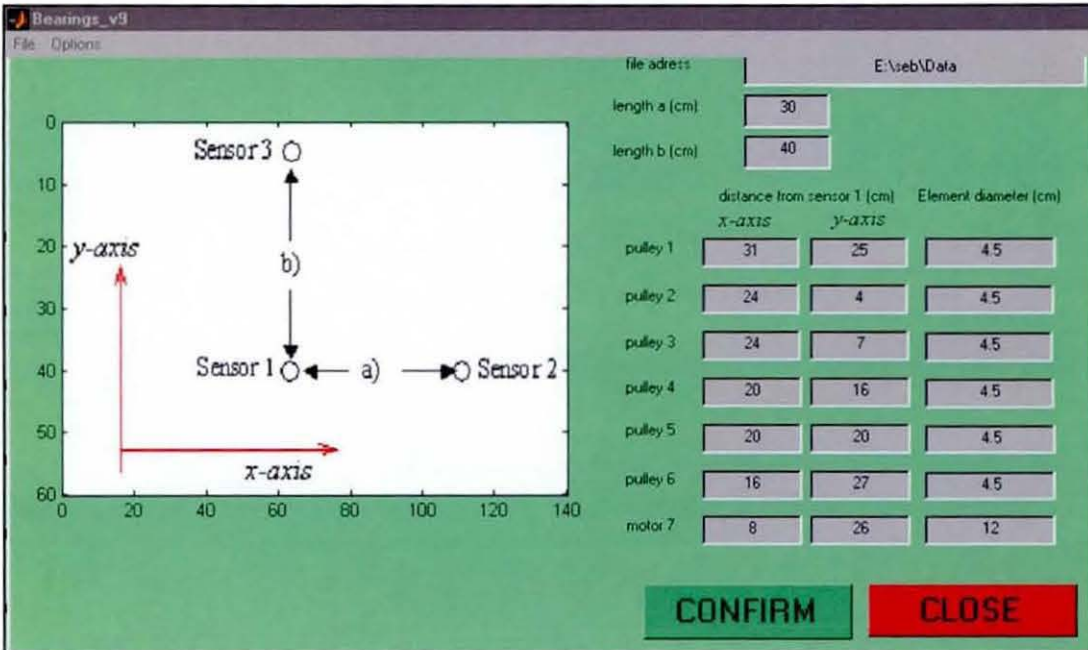 Bearings_v9
File Options
file adress E:\seb\Data
length a (cm) 30
length b (cm) 40
distance from sensor 1 (cm) Element diameter (cm)
x-axis y-axis
pulley 1 31 25 4.5
pulley 2 24 4 4.5
pulley 3 24 7 4.5
pulley 4 20 16 4.5
pulley 5 20 20 4.5
pulley 6 16 27 4.5
motor 7 8 26 12
0
10
20
30
40
50
60
0 20 40 60 80 100 120 140
Sensor 3
y-axis
b)
Sensor 1 a) Sensor 2
x-axis
CONFIRM CLOSE